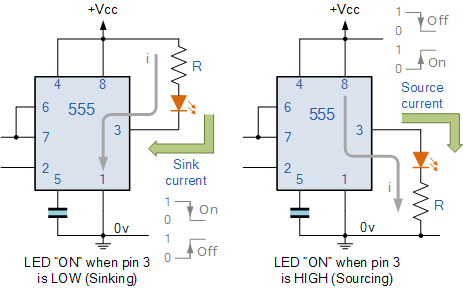 +Vcc
4 8
i
R
6
555
7
3
2
5 1
Sink
current
1
0
On
1
0
Off
0v
LED "ON" when pin 3
is LOW (Sinking)
+Vcc
1
0
Off
1
0
On
Source
current
4 8
6
555
7
3
2
5 1
i
R
0v
LED "ON" when pin 3
is HIGH (Sourcing)